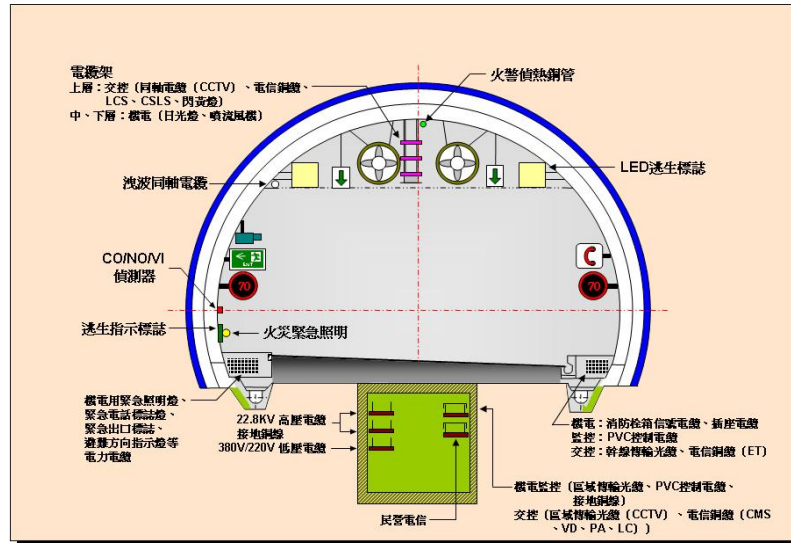 電纜架
上層：交控（同軸電纜（CCTV）、電信銅纜、
LCS、CSLS、閃黃燈）
中、下層：機電（日光燈、噴流風機）
火警偵熱銅管
洩波同軸電纜
LED逃生標誌
CO/NO/VI
偵測器
EXIT
70
70
逃生指示標誌
火災緊急照明
機電用緊急照明燈、
緊急電話標誌燈、
緊急出口標誌、
避難方向指示燈等
電力電纜
22.8KV 高壓電纜
接地銅線
380V/220V 低壓電纜
機電：消防栓箱信號電纜、插座電纜
監控：PVC控制電纜
交控：幹線傳輸光纜、電信銅纜（ET）
民營電信
機電監控（區域傳輸光纜、PVC控制電纜、
接地銅線）
交控（區域傳輸光纜（CCTV）、電信銅纜（CMS
、VD、PA、LC））